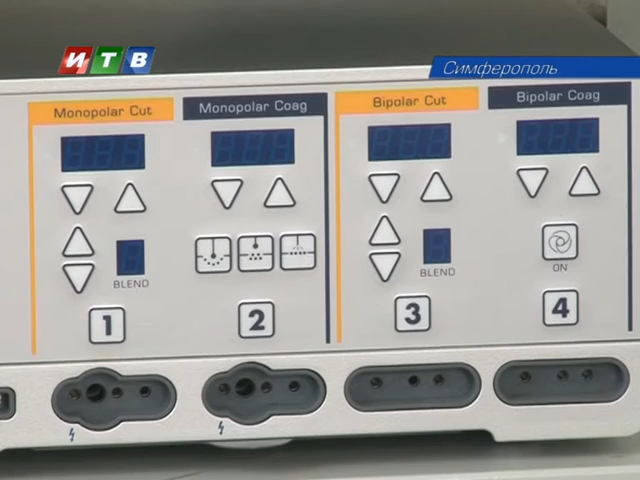 ИТВ
Симферополь
Monopolar Cut
Monopolar Coag
Bipolar Cut
Bipolar Coag
BLEND
BLEND
ON
1
2
3
4